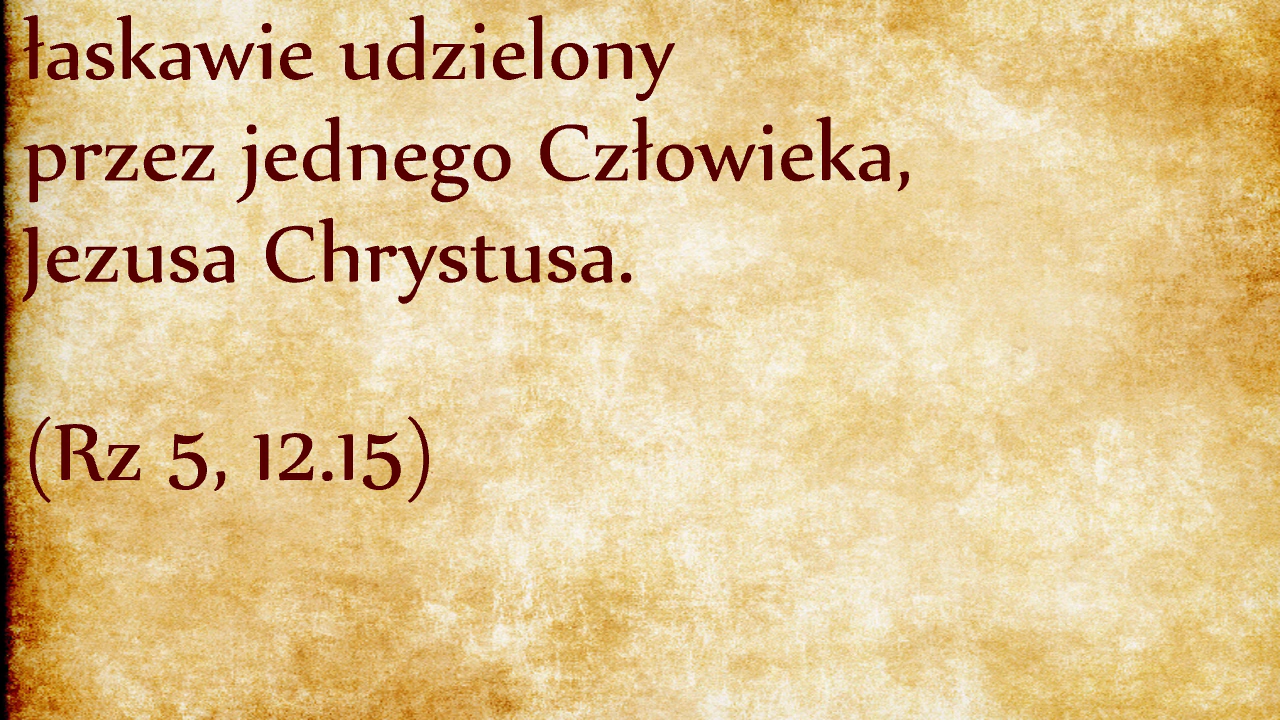 łaskawie udzielony
przez jednego Człowieka,
Jezusa Chrystusa.
(Rz 5, 12.15)